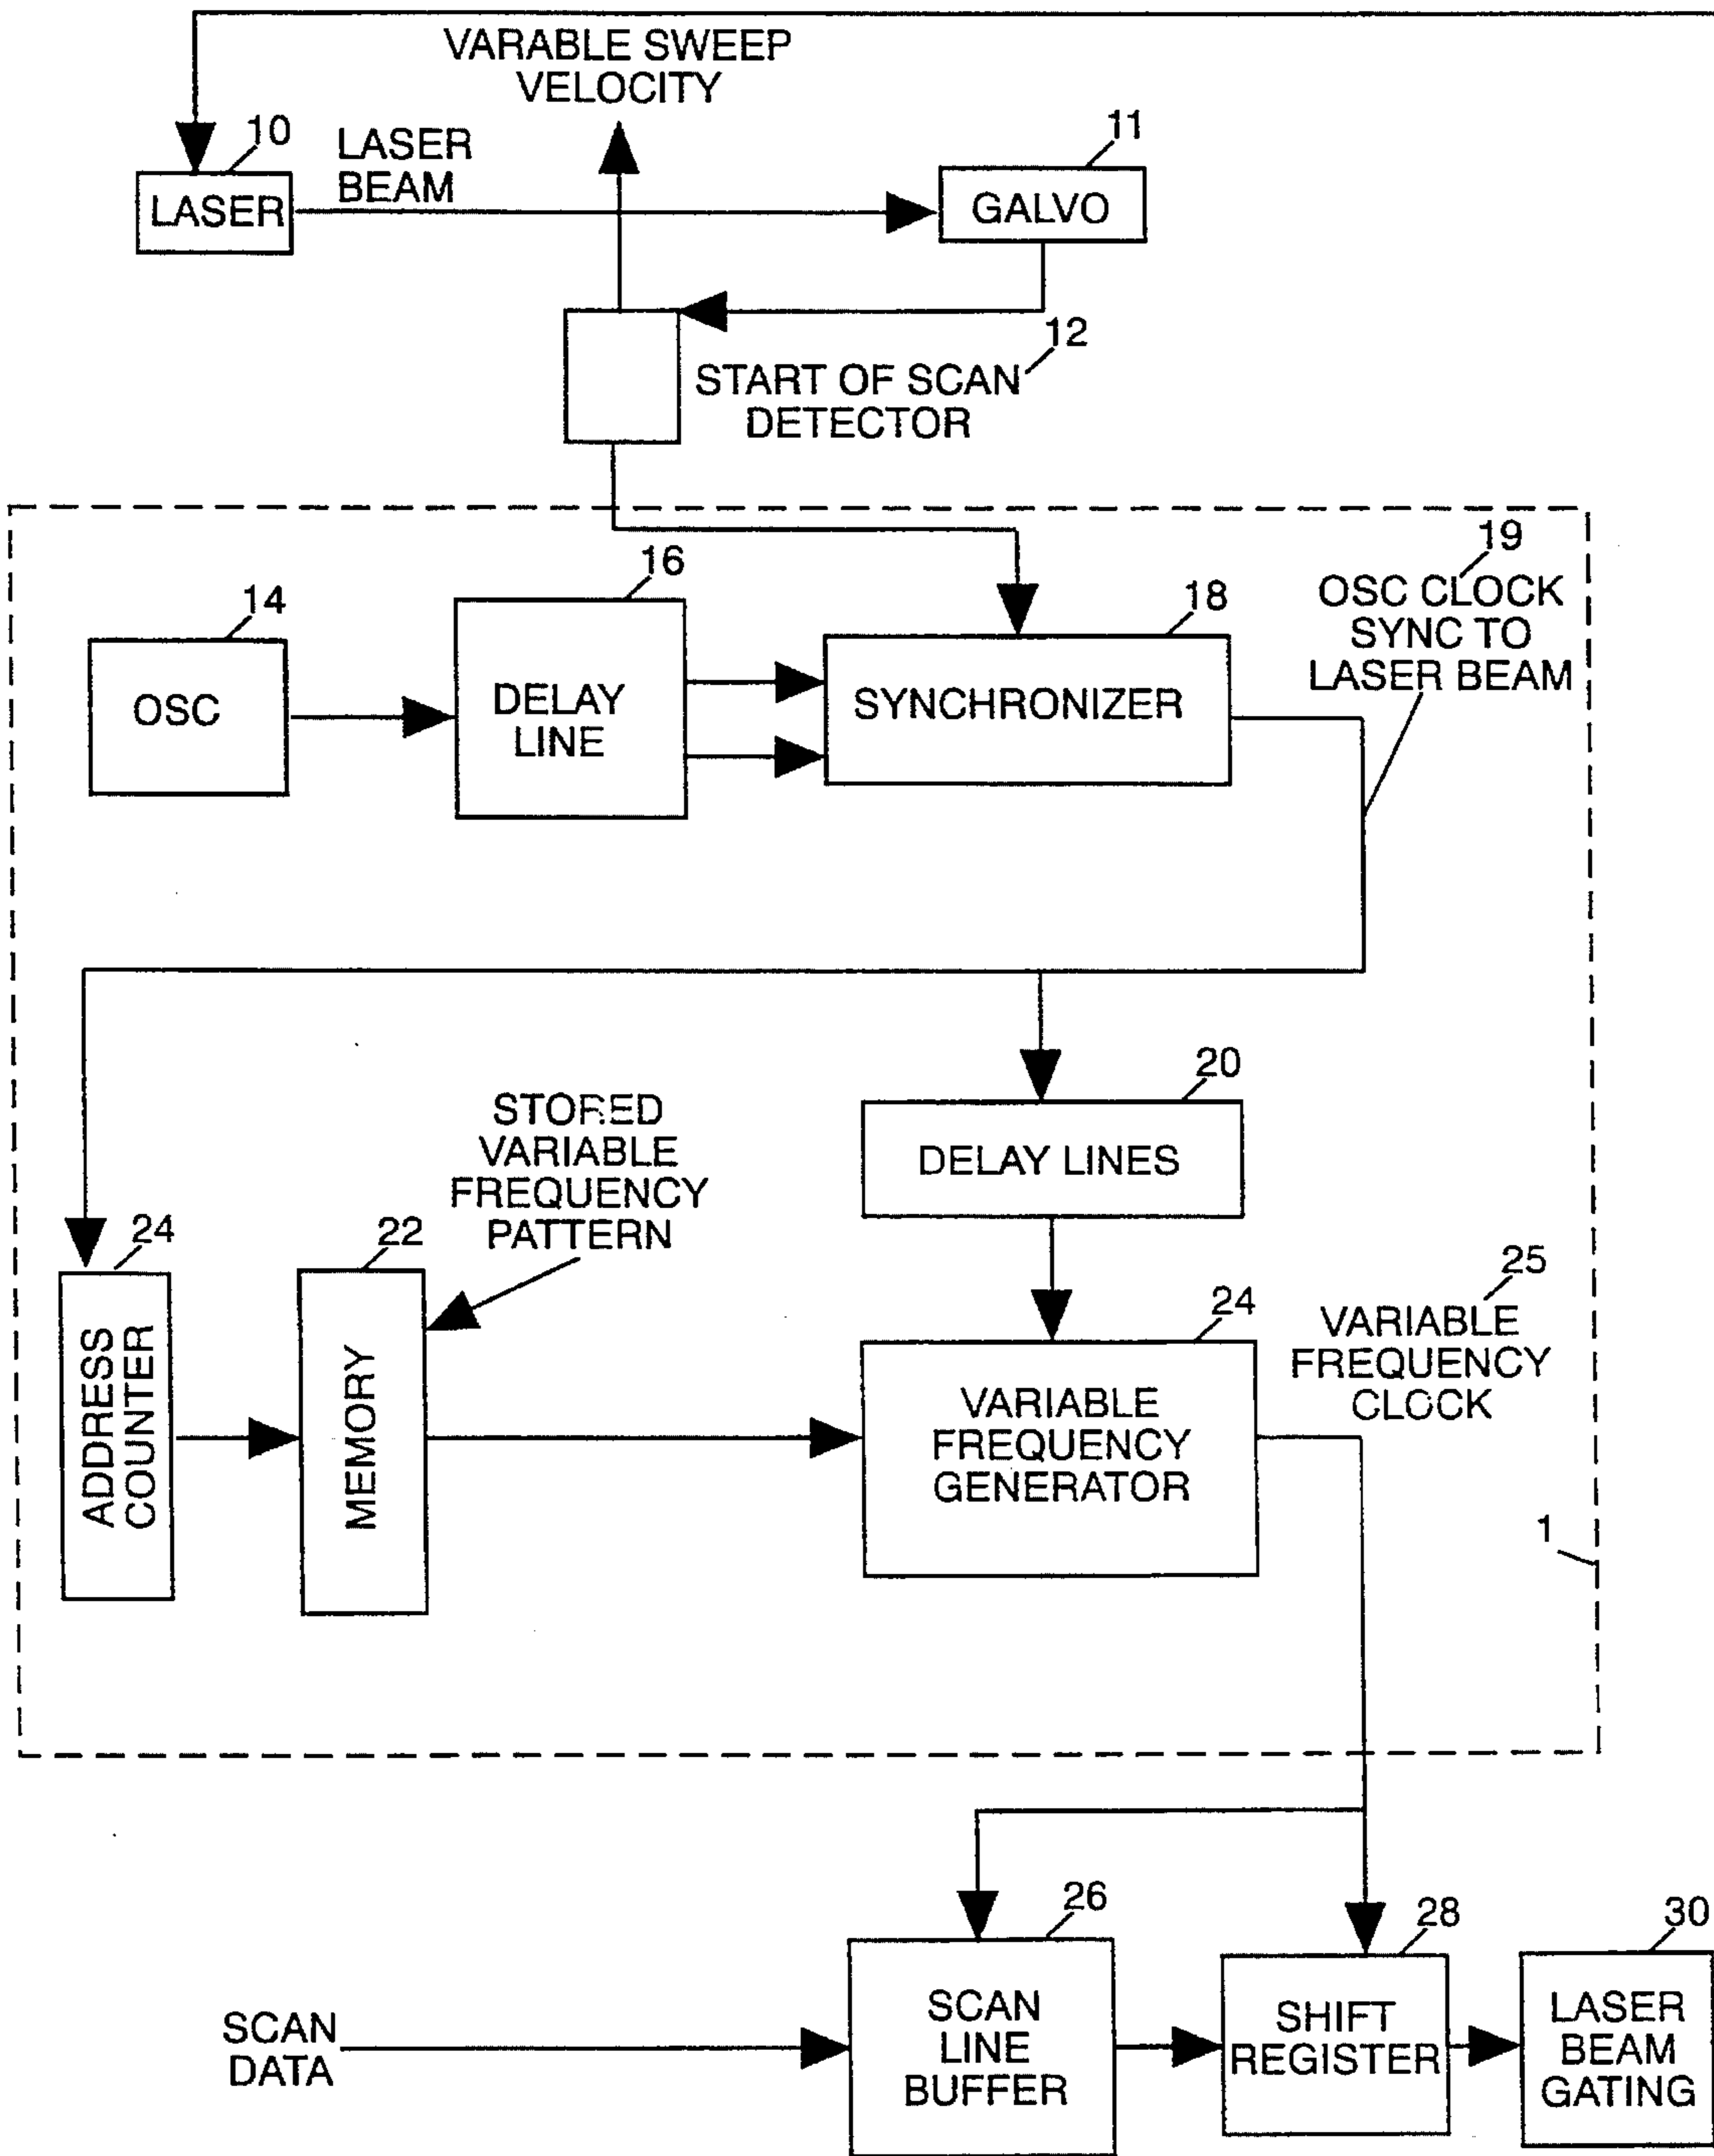 VARABLE SWEEP
VELOCITY
10
LASER
BEAM
11
LASER
GALVO
12
START OF SCAN
DETECTOR
19
OSC CLOCK
SYNC TO
LASER BEAM
14
16
18
OSC
DELAY
LINE
SYNCHRONIZER
20
DELAY LINES
STORED
VARIABLE
FREQUENCY
PATTERN
24
22
ADDRESS
COUNTER
MEMORY
24
VARIABLE
FREQUENCY
GENERATOR
25
VARIABLE
FREQUENCY
CLOCK
1
26
28
30
SCAN
DATA
SCAN
LINE
BUFFER
SHIFT
REGISTER
LASER
BEAM
GATING